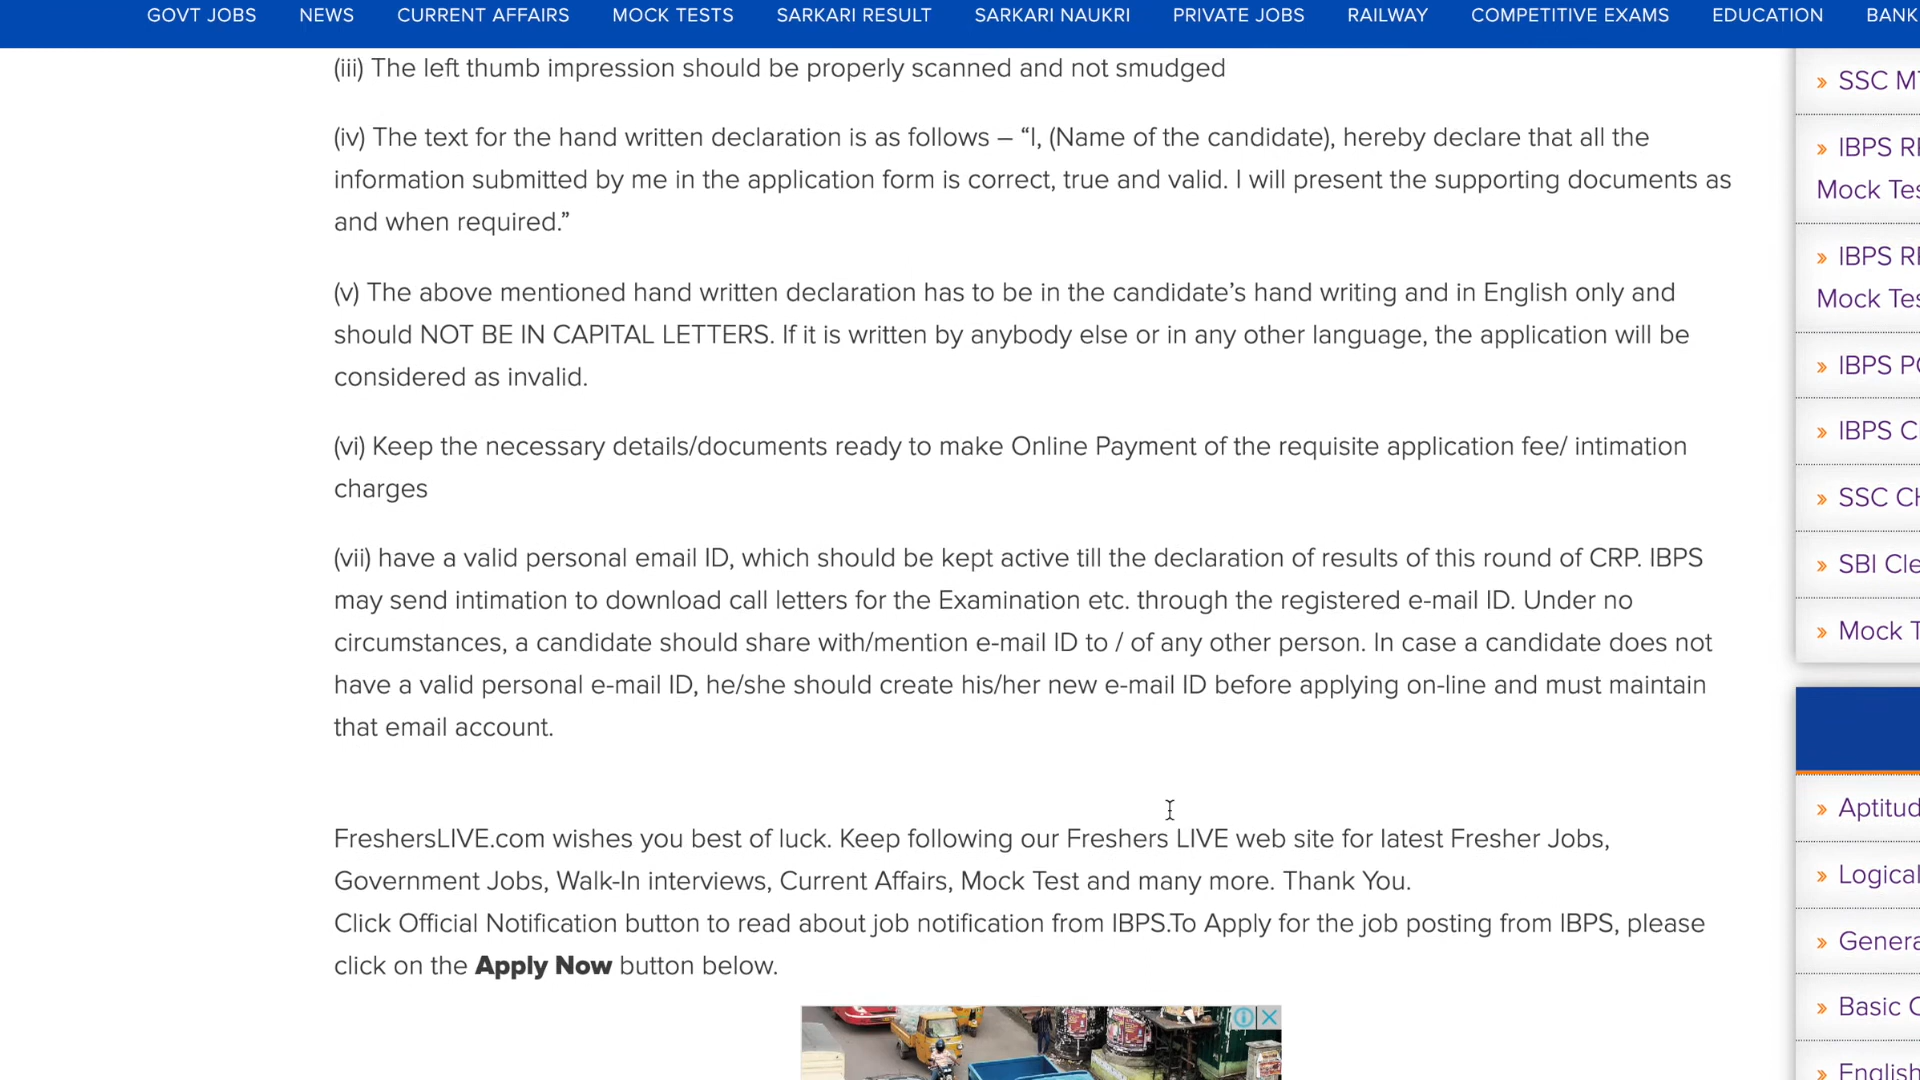 GOVT JOBS NEWS CURRENT AFFAIRS MOCK TESTS SARKARI RESULT SARKARI NAUKRI PRIVATE JOBS RAILWAY COMPETITIVE EXAMS EDUCATION BANK
(iii) The left thumb impression should be properly scanned and not smudged
(iv) The text for the hand written declaration is as follows – “I, (Name of the candidate), hereby declare that all the
information submitted by me in the application form is correct, true and valid. I will present the supporting documents as
and when required.”
(v) The above mentioned hand written declaration has to be in the candidate’s hand writing and in English only and
should NOT BE IN CAPITAL LETTERS. If it is written by anybody else or in any other language, the application will be
considered as invalid.
(vi) Keep the necessary details/documents ready to make Online Payment of the requisite application fee/ intimation
charges
(vii) have a valid personal email ID, which should be kept active till the declaration of results of this round of CRP. IBPS
may send intimation to download call letters for the Examination etc. through the registered e-mail ID. Under no
circumstances, a candidate should share with/mention e-mail ID to / of any other person. In case a candidate does not
have a valid personal e-mail ID, he/she should create his/her new e-mail ID before applying on-line and must maintain
that email account.
FreshersLIVE.com wishes you best of luck. Keep following our Freshers LIVE web site for latest Fresher Jobs,
Government Jobs, Walk-In interviews, Current Affairs, Mock Test and many more. Thank You.
Click Official Notification button to read about job notification from IBPS.To Apply for the job posting from IBPS, please
click on the Apply Now button below.
» SSC
» IBPS
Mock
» IBPS
Mock
» IBPS
» IBPS
» SSC
» SBI
» Mock
» Basic
» English